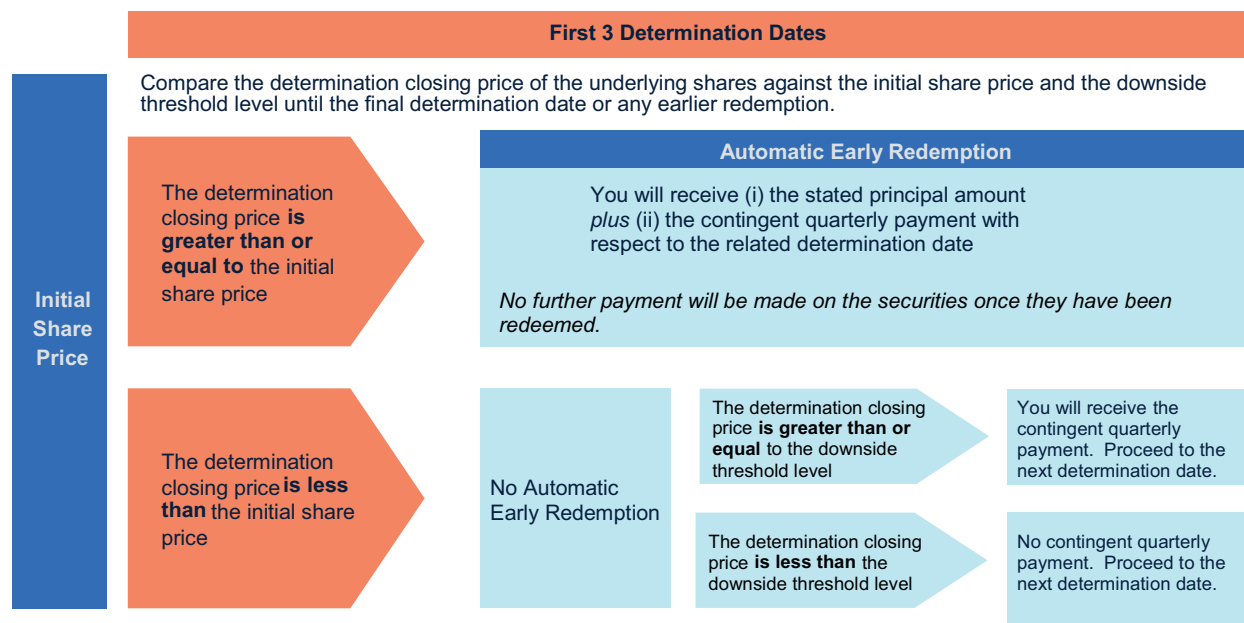 First 3 Determination Dates
Compare the determination closing price of the underlying shares against the initial share price and the downside
threshold level until the final determination date or any earlier redemption.
Initial
Share
Price
The determination
closing price is
greater than or
equal to the initial
share price
Automatic Early Redemption
You will receive (i) the stated principal amount
plus (ii) the contingent quarterly payment with
respect to the related determination date
No further payment will be made on the securities once they have been
redeemed.
The determination
closing price is less
than the initial share
price
No Automatic
Early Redemption
The determination closing
price is greater than or
equal to the downside
threshold level
You will receive the
contingent quarterly
payment. Proceed to the
next determination date.
The determination closing
price is less than the
downside threshold level
No contingent quarterly
payment. Proceed to the
next determination date.